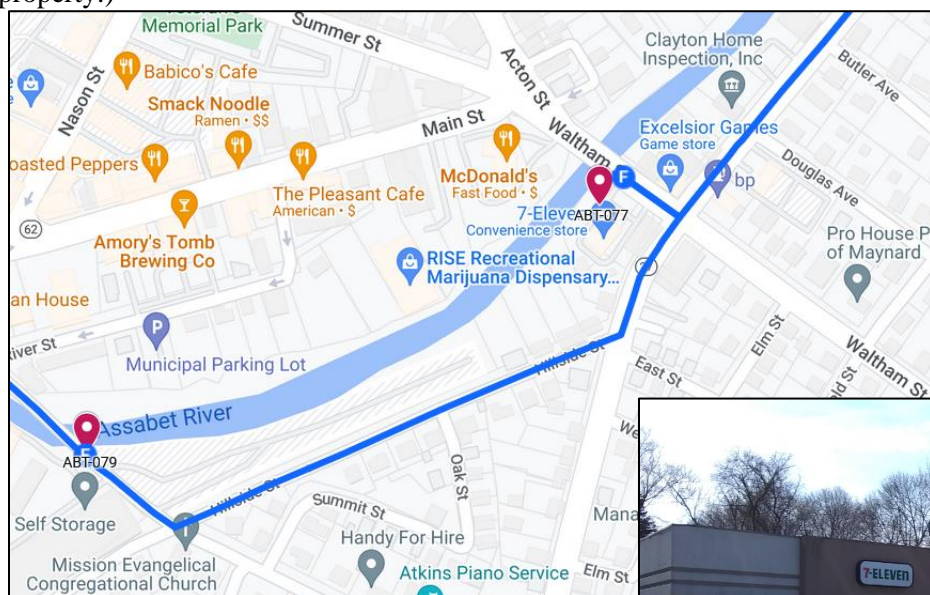 property.)
Memorial Park
Summer St
Clayton Home
Inspection, Inc
Butler Ave
Nason St
Babico's Cafe
Acton St
Smack Noodle
Ramen • $$
Main St
Waltham
Excelsior Games
Game store
Douglas Ave
oasted Peppers
The Pleasant Cafe
American • $
McDonald's
Fast Food • $
F
bp
7-Eleve
ABT-077
Convenience store
62
Amory's Tomb
Brewing Co
RISE Recreational
Marijuana Dispensary...
Pro House P
of Maynard
an House
River St
Municipal Parking Lot
Hillside St
Elm St
Waltham St
East St
Assabet River
ABT-079
Hillside St
Oak St
Self Storage
Summit St
Mana
Mission Evangelical
Congregational Church
Handy For Hire
Atkins Piano Service
Elm St
7-ELEVEN